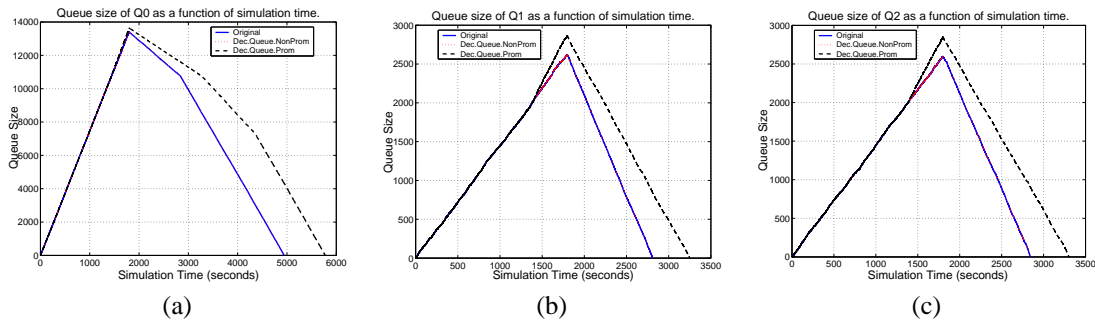 Queue size of Q0 as a function of simulation time.
14000
12000
10000
8000
6000
4000
2000
0
Queue Size
Original
Dec.Queue.NonProm
Dec.Queue.Prom
0 1000 2000 3000 4000 5000 6000
Simulation Time (seconds)
(a)
Queue size of Q1 as a function of simulation time.
3000
2500
2000
1500
1000
500
0
Queue Size
Original
Dec.Queue.NonProm
Dec.Queue.Prom
0 500 1000 1500 2000 2500 3000 3500
Simulation Time (seconds)
(b)
Queue size of Q2 as a function of simulation time.
3000
2500
2000
1500
1000
500
0
Queue Size
Original
Dec.Queue.NonProm
Dec.Queue.Prom
0 500 1000 1500 2000 2500 3000 3500
Simulation Time (seconds)
(c)